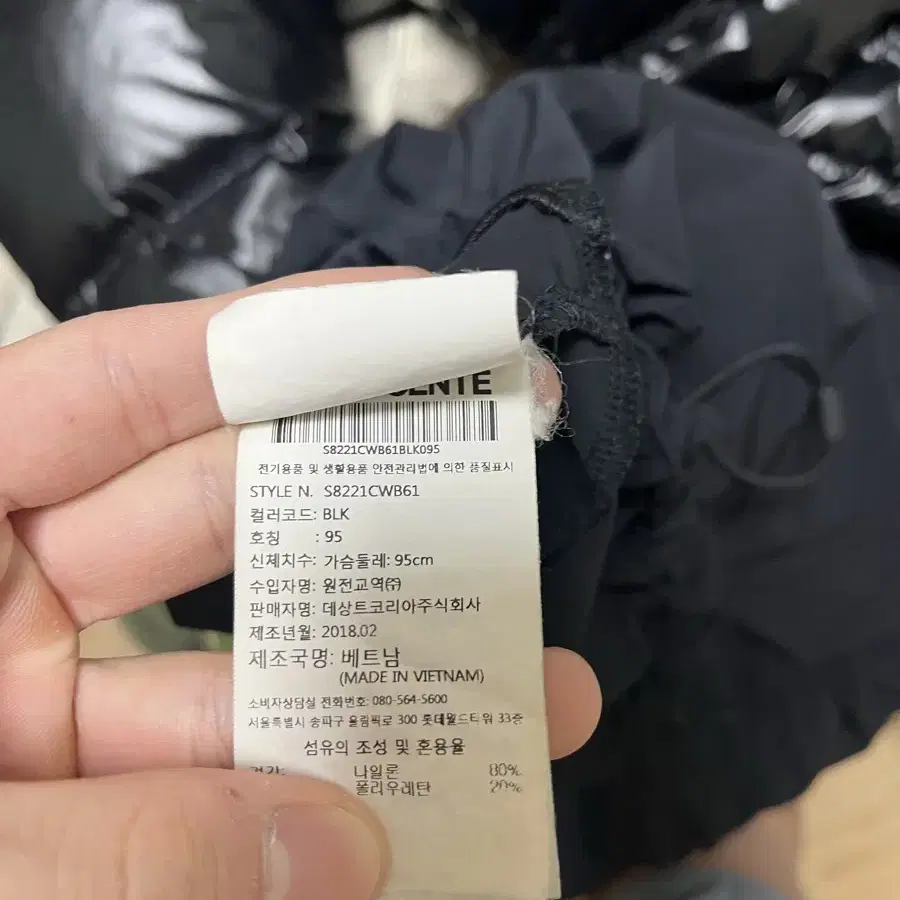 S8221CWB61BLK095
전기용품 및 생활용품 안전관리법에 의한 품질표시
STYLE N. S8221CWB61
컬러코드: BLK
호칭 : 95
신체치수: 가슴둘레: 95cm
수입자명: 원전교역㈜
판매자명: 데상트코리아주식회사
제조년월: 2018.02
제조국명: 베트남
(MADE IN VIETNAM)
소비자상담실 전화번호: 080-564-5600
서울특별시 송파구 올림픽로 300 롯데월드타워 33층
섬유의 조성 및 혼용율
나일론 80%
폴리우레탄 20%